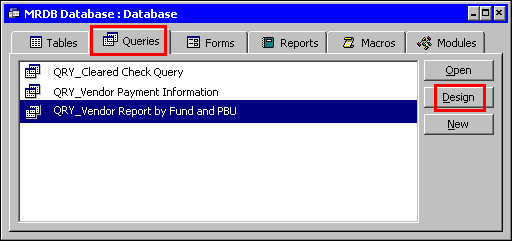 MRDB Database : Database
Tables Queries Forms Reports Macros Modules
QRY_Cleared Check Query
QRY_Vendor Payment Information
QRY_Vendor Report by Fund and PBU
Open
Design
New